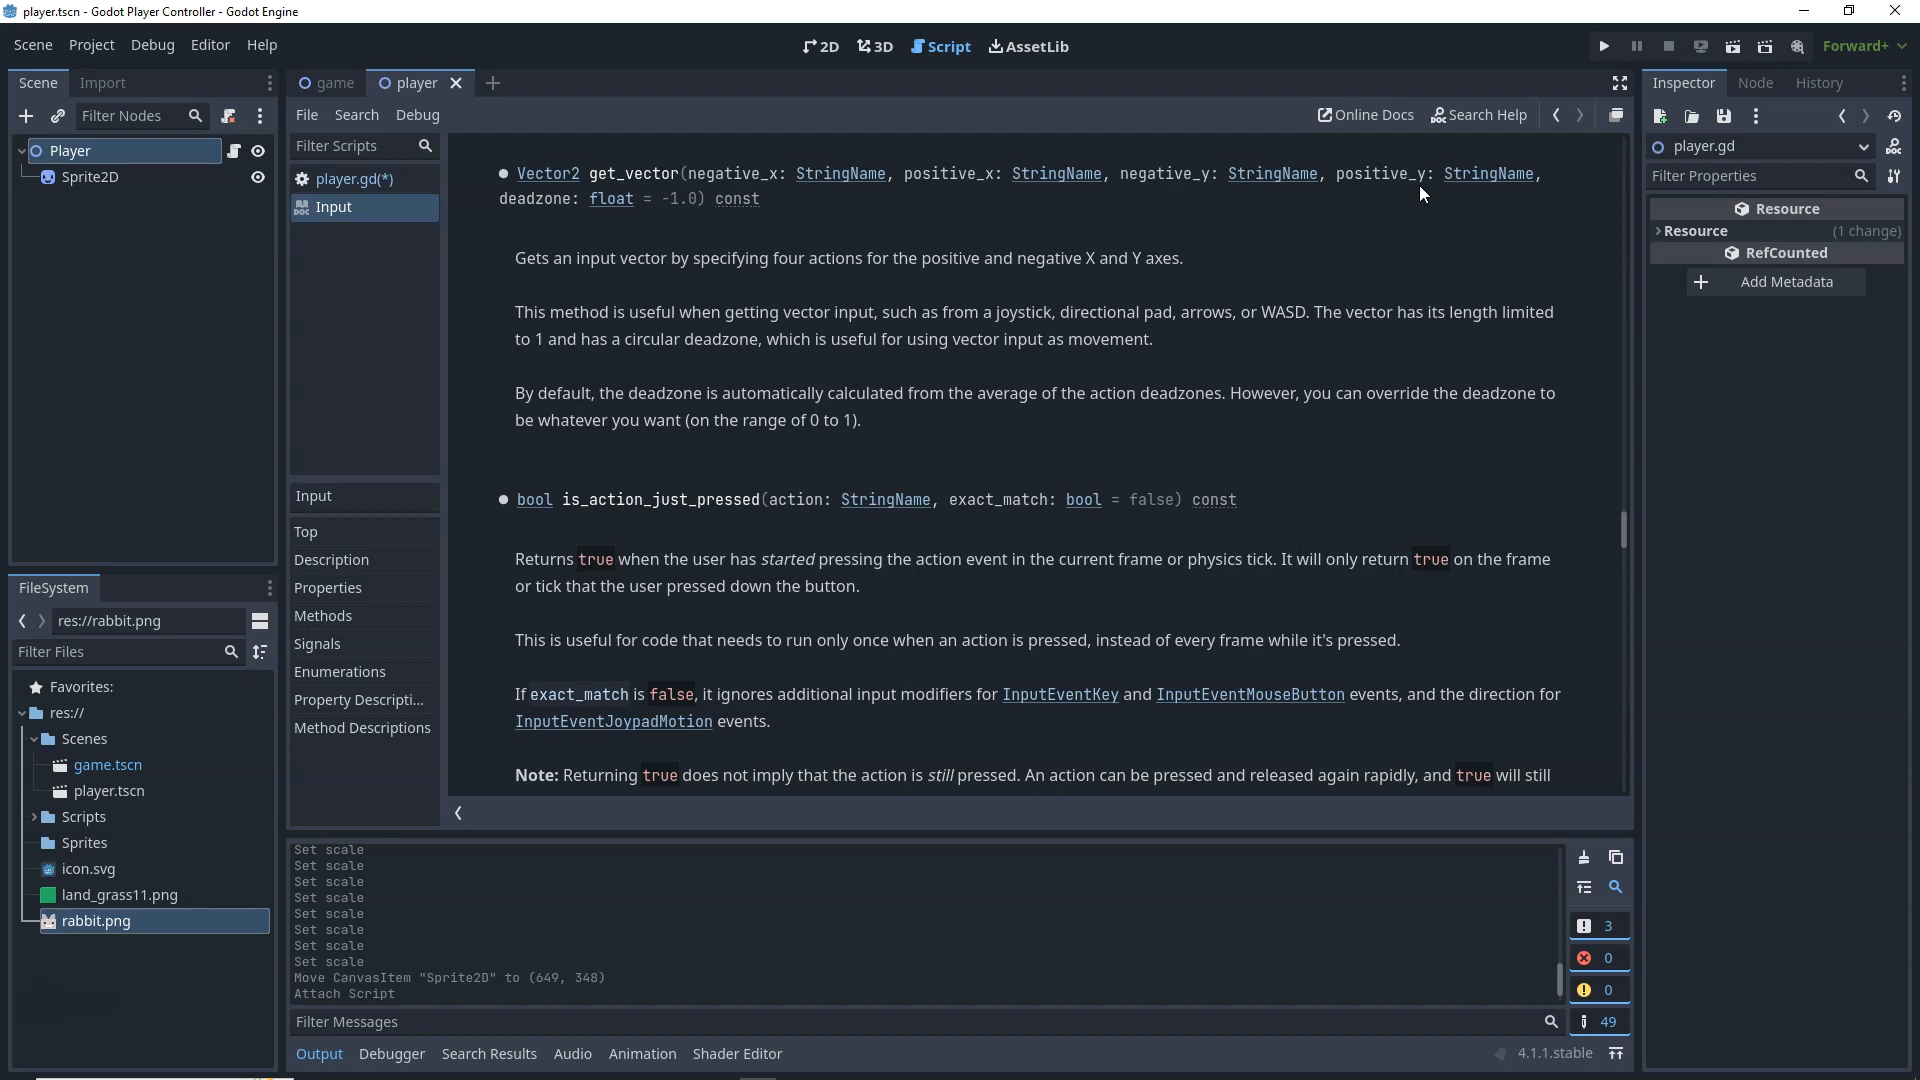 player.tscn - Godot Player Controller - Godot Engine
Scene Project Debug Editor Help
2D 3D Script AssetLib
Forward+
Scene Import
Filter Nodes
Player
Sprite2D
FileSystem
res://rabbit.png
Filter Files
Favorites:
res://
Scenes
game.tscn
player.tscn
Scripts
Sprites
icon.svg
land_grass11.png
rabbit.png
game player
File Search Debug
Online Docs Search Help
Filter Scripts
player.gd(*)
Input
Input
Top
Description
Properties
Methods
Signals
Enumerations
Property Descripti...
Method Descriptions
Vector2 get_vector(negative_x: StringName, positive_x: StringName, negative_y: StringName, positive_y: StringName,
deadzone: float = -1.0) const
Gets an input vector by specifying four actions for the positive and negative X and Y axes.
This method is useful when getting vector input, such as from a joystick, directional pad, arrows, or WASD. The vector has its length limited
to 1 and has a circular deadzone, which is useful for using vector input as movement.
By default, the deadzone is automatically calculated from the average of the action deadzones. However, you can override the deadzone to
be whatever you want (on the range of 0 to 1).
bool is_action_just_pressed(action: StringName, exact_match: bool = false) const
Returns true when the user has started pressing the action event in the current frame or physics tick. It will only return true on the frame
or tick that the user pressed down the button.
This is useful for code that needs to run only once when an action is pressed, instead of every frame while it's pressed.
If exact_match is false, it ignores additional input modifiers for InputEventKey and InputEventMouseButton events, and the direction for
InputEventJoypadMotion events.
Note: Returning true does not imply that the action is still pressed. An action can be pressed and released again rapidly, and true will still
Set scale
Set scale
Set scale
Set scale
Set scale
Set scale
Set scale
Set scale
Move CanvasItem "Sprite2D" to (649, 348)
Attach Script
3
0
0
49
Filter Messages
Output Debugger Search Results Audio Animation Shader Editor
4.1.1.stable
Inspector Node History
player.gd
Filter Properties
Resource
Resource (1 change)
RefCounted
Add Metadata